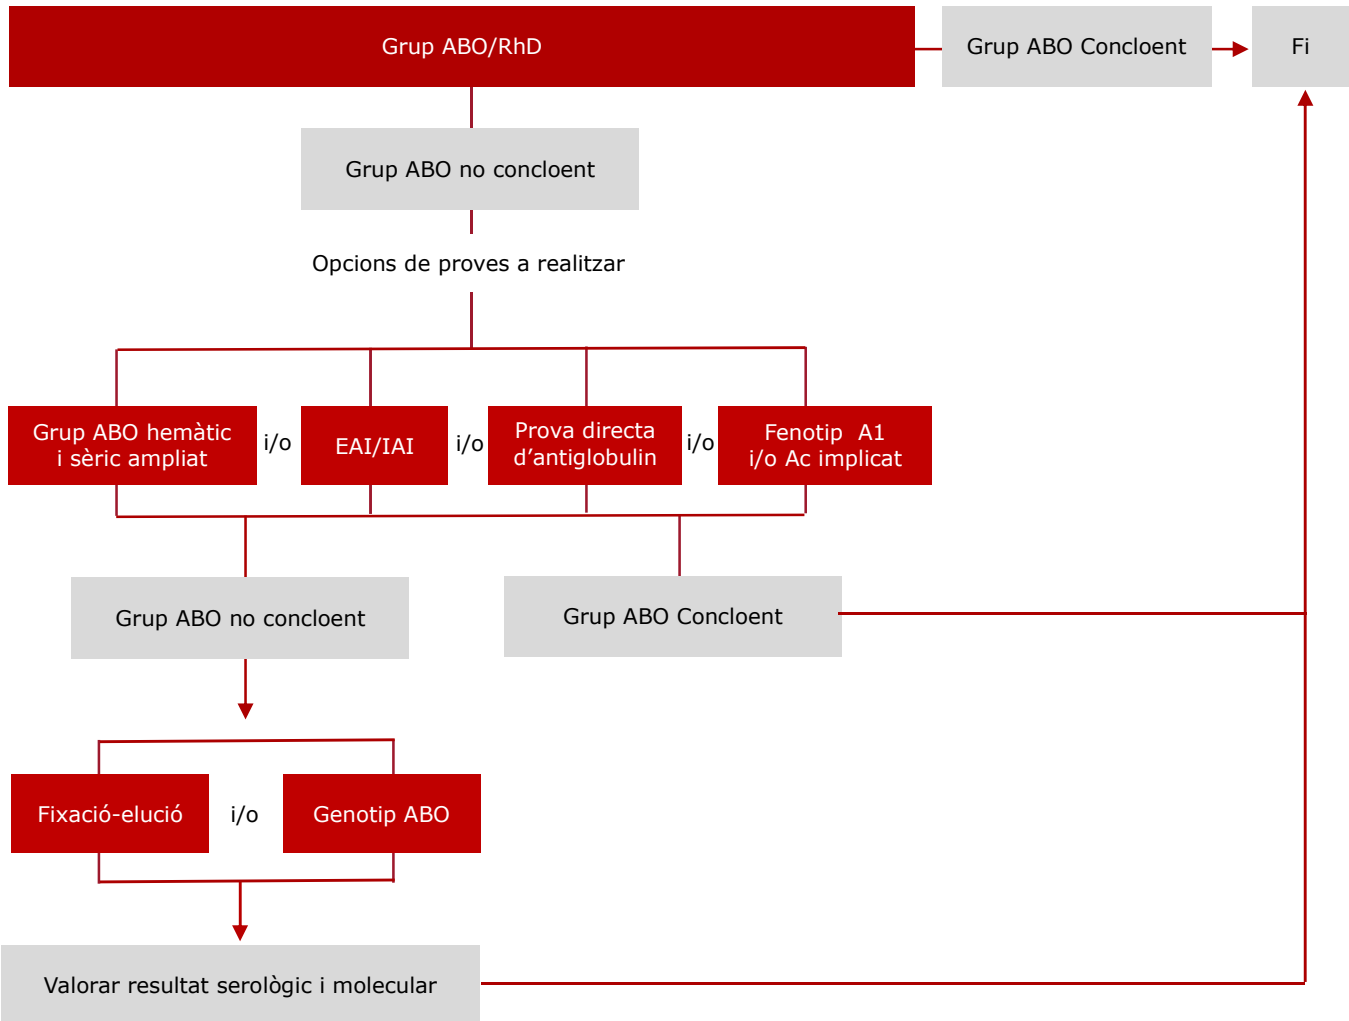 Grup ABO/RhD
Grup ABO Concloent
Fi
Grup ABO no concloent
Opcions de proves a realitzar
Grup ABO hemàtic
i sèric ampliat
i/o
EAI/IAI
i/o
Prova directa
d'antiglobulin
i/o
Fenotip A1
i/o Ac implicat
Grup ABO no concloent
Grup ABO Concloent
Fixació-elució
i/o
Genotip ABO
Valorar resultat serològic i molecular